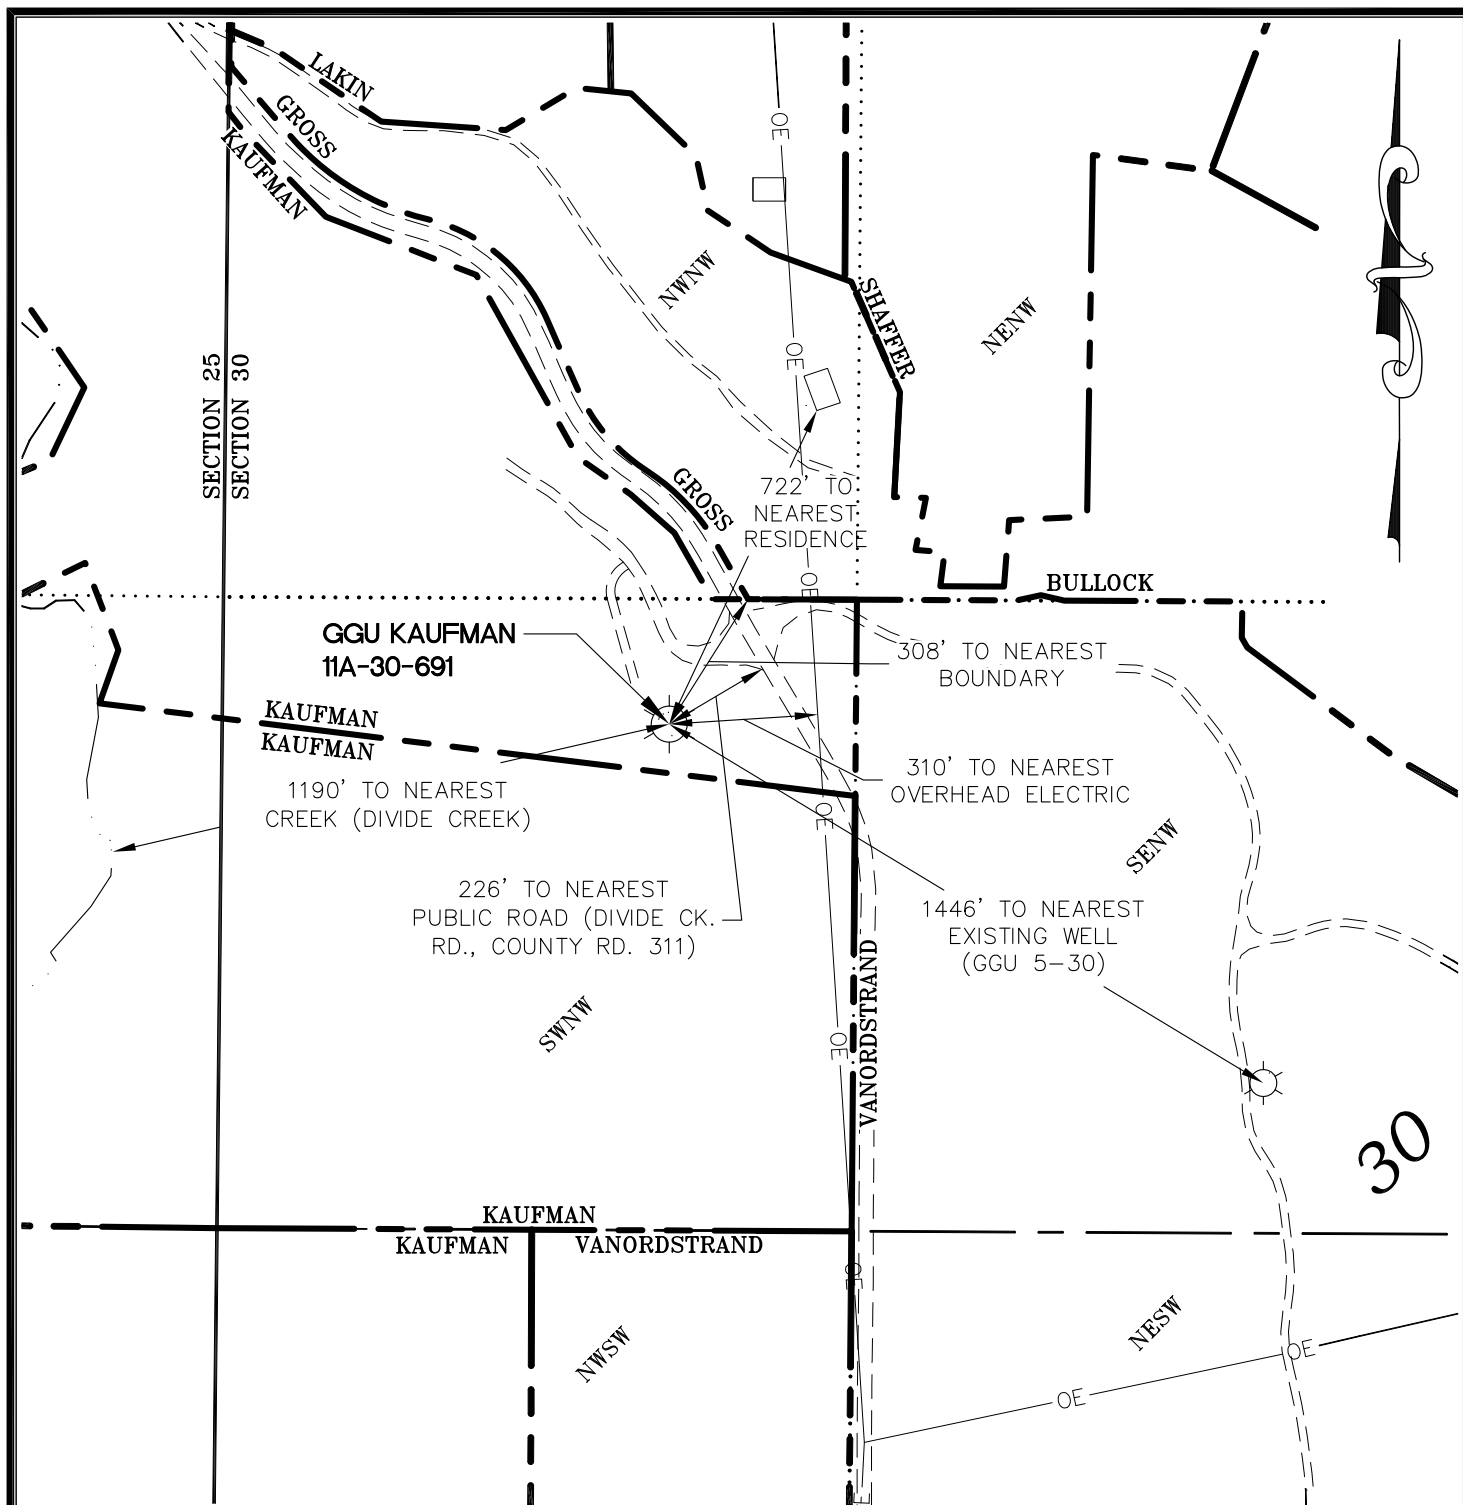 LAKIN
GROSS
KAUFMAN
OE
NWNW
SHAFFER
NENW
OE
SECTION 25
SECTION 30
GROSS
722' TO
NEAREST
RESIDENCE
OE
BULLOCK
GGU KAUFMAN
11A-30-691
308' TO NEAREST
BOUNDARY
KAUFMAN
KAUFMAN
310' TO NEAREST
OVERHEAD ELECTRIC
1190' TO NEAREST
CREEK (DIVIDE CREEK)
OE
SENW
226' TO NEAREST
PUBLIC ROAD (DIVIDE CK.
RD., COUNTY RD. 311)
1446' TO NEAREST
EXISTING WELL
(GGU 5-30)
VANORDSTRAND
SWNW
OE
30
KAUFMAN
KAUFMAN
VANORDSTRAND
OE
NWSW
NESW
OE
OE